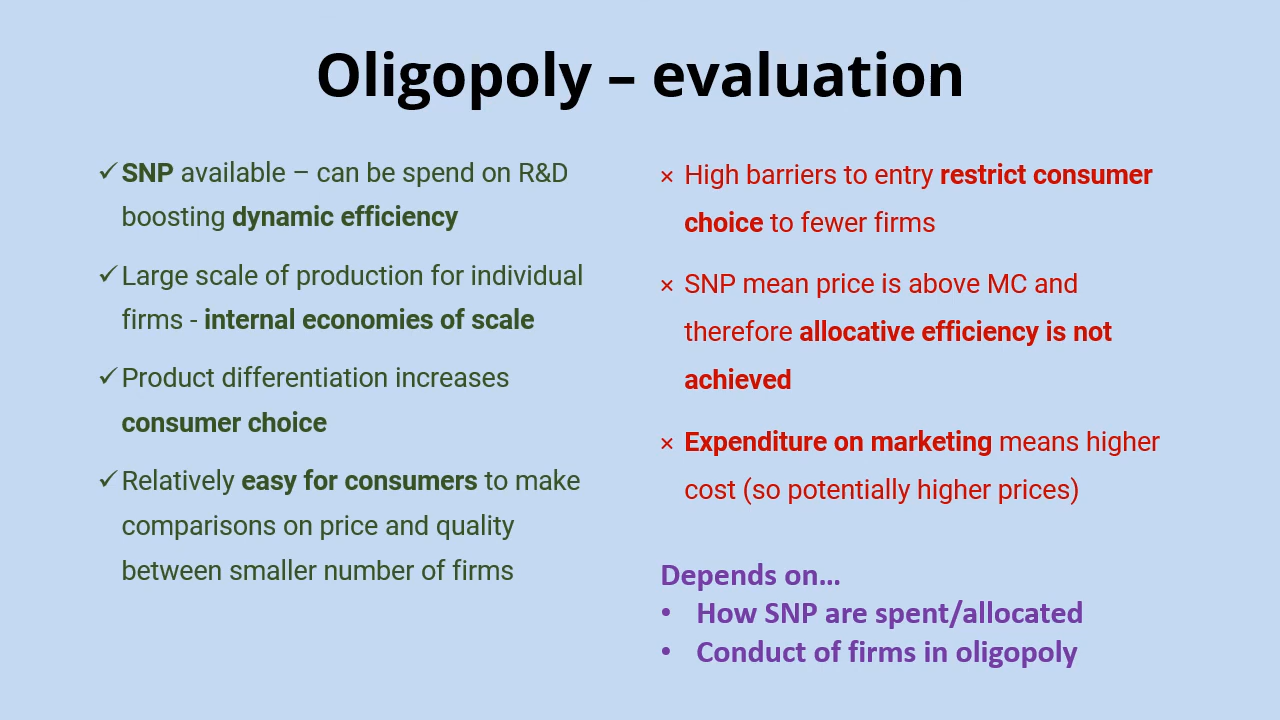 Oligopoly – evaluation
✓ SNP available – can be spend on R&D
boosting dynamic efficiency
✓ Large scale of production for individual
firms - internal economies of scale
✓ Product differentiation increases
consumer choice
✓ Relatively easy for consumers to make
comparisons on price and quality
between smaller number of firms
× High barriers to entry restrict consumer
choice to fewer firms
× SNP mean price is above MC and
therefore allocative efficiency is not
achieved
× Expenditure on marketing means higher
cost (so potentially higher prices)
Depends on...
• How SNP are spent/allocated
• Conduct of firms in oligopoly